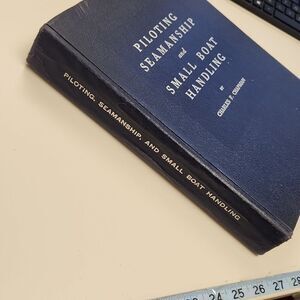 PILOTING
SEAMANSHIP
and
SMALL BOAT
HANDLING
BY
CHARLES F. CHAPMAN
PILOTING, SEAMANSHIP, AND SMALL BOAT HANDLING
23 24 25 26 27 28